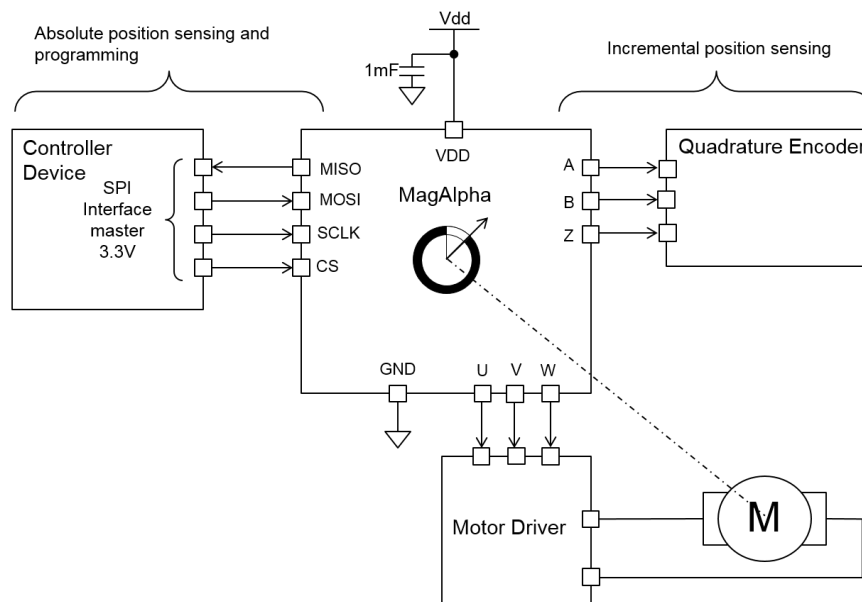 Absolute position sensing and
programming
Vdd
1mF
Incremental position sensing
Controller
Device
SPI
Interface
master
3.3V
MISO
MOSI
SCLK
CS
VDD
MagAlpha
A
B
Z
Quadrature Encoder
GND
U
V
W
Motor Driver
M